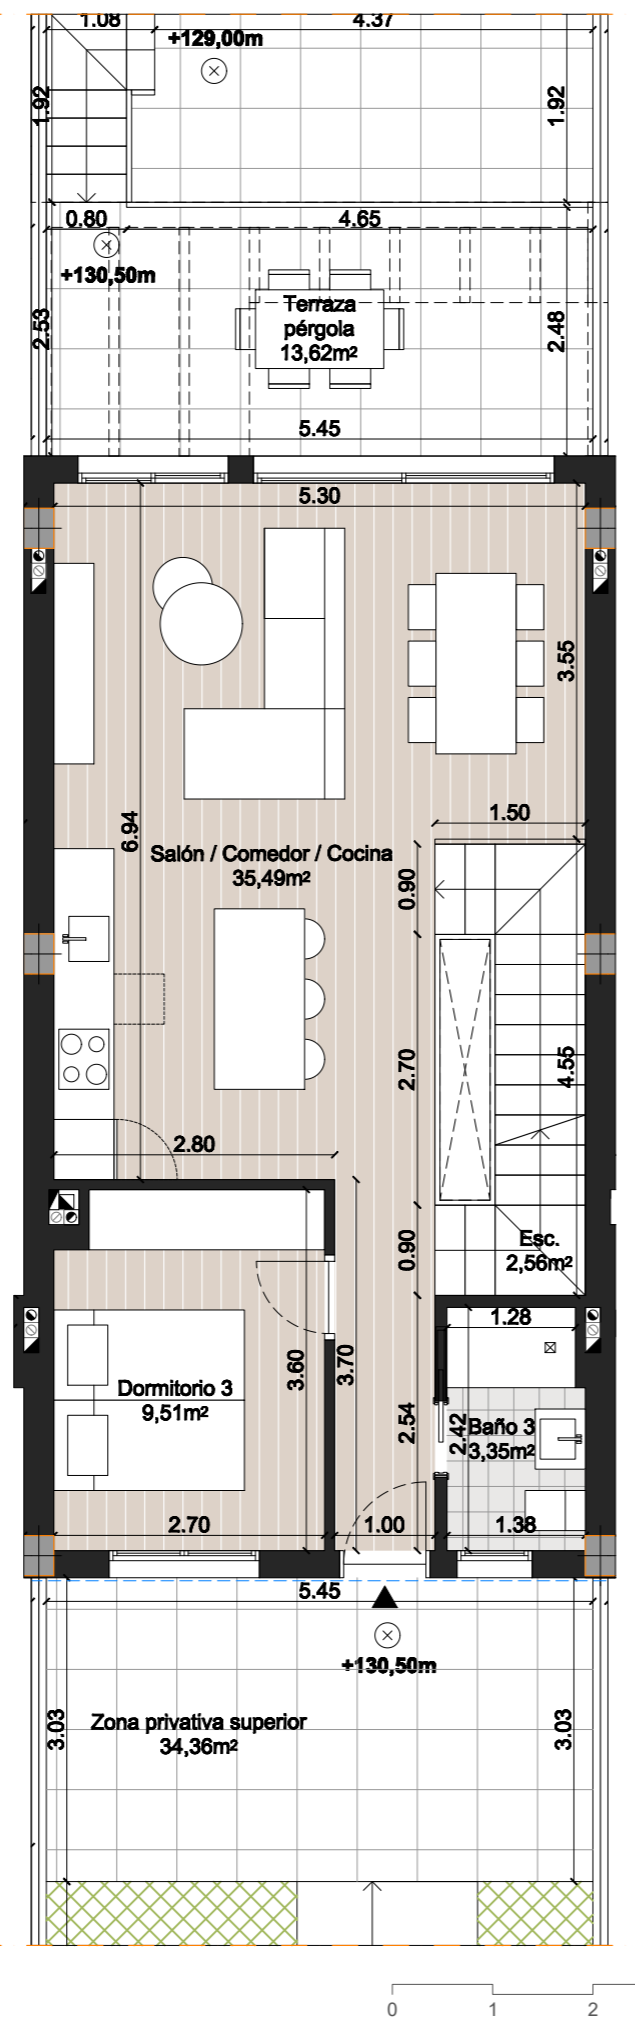 1.08
4.37
+129,00m
1.92
1.92
0.80
4.65
+130,50m
Terraza
pérgola
13,62m²
2.53
2.48
5.45
5.30
3.55
6.94
1.50
Salón / Comedor / Cocina
35,49m²
0.90
2.70
4.55
2.80
0.90
Esc.
2,56m²
1.28
3.60
3.70
Dormitorio 3
9,51m²
2.54
2.42
Baño 3
3,35m²
2.70
1.00
1.38
5.45
+130,50m
3.03
Zona privativa superior
34,36m²
3.03
0 1 2